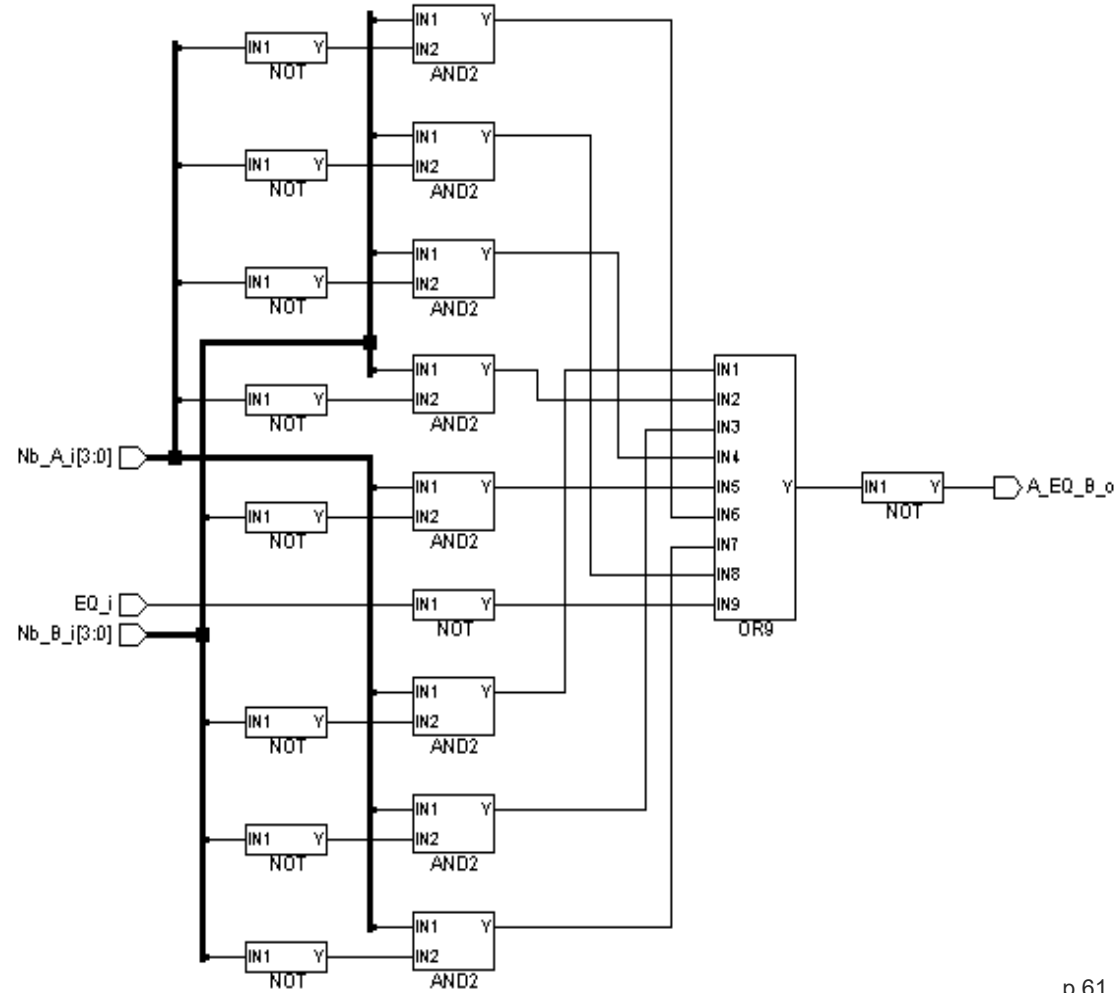 IN1 Y
IN2
AND2
IN1 Y
NOT
IN1 Y
IN2
AND2
IN1 Y
NOT
IN1 Y
IN2
AND2
IN1 Y
NOT
IN1 Y
IN2
AND2
IN1 Y
NOT
Nb_A_i[3:0]
IN1 Y
IN2
AND2
IN1 Y
NOT
EQ_i
IN1 Y
NOT
Nb_B_i[3:0]
IN1 Y
IN2
AND2
IN1 Y
NOT
IN1 Y
IN2
AND2
IN1 Y
NOT
IN1 Y
IN2
AND2
IN1 Y
NOT
IN1
IN2
IN3
IN4
IN5 Y
IN6
IN7
IN8
IN9
OR9
IN1 Y
NOT
A_EQ_B_o
p.61